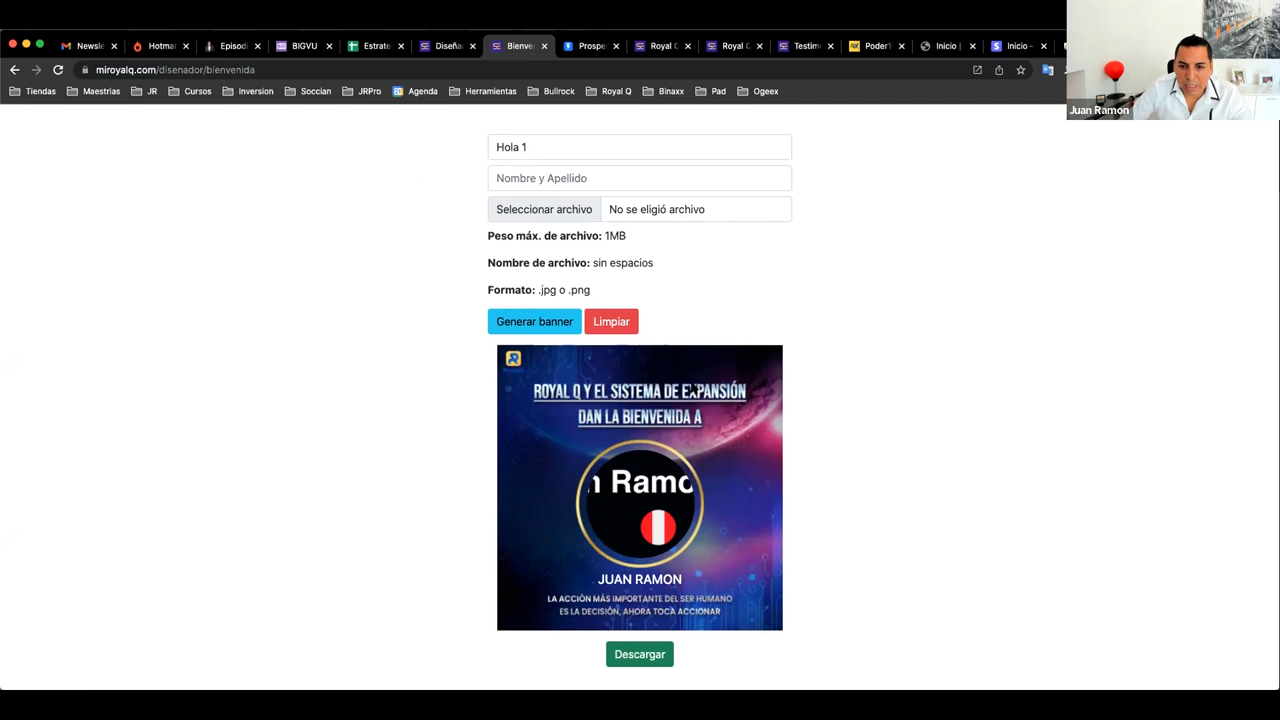 Newsle
Hotmar
Episodi
BIGVU
Estrate
Diseña
Bienve
Prospe
Royal C
Royal C
Testim
Poder1
Inicio |
Inicio -
miroyalq.com/disenador/bienvenida
Tiendas
Maestrias
JR
Cursos
Inversion
Soccian
JRPro
Agenda
Herramientas
Bullrock
Royal Q
Binaxx
Pad
Ogeex
Juan Ramon
Hola 1
Nombre y Apellido
Seleccionar archivo No se eligió archivo
Peso máx. de archivo: 1MB
Nombre de archivo: sin espacios
Formato: .jpg o .png
Generar banner Limpiar
ROYAL Q Y EL SISTEMA DE EXPANSIÓN
DAN LA BIENVENIDA A
n Ramo
JUAN RAMON
LA ACCIÓN MÁS IMPORTANTE DEL SER HUMANO
ES LA DECISIÓN, AHORA TOCA ACCIONAR
Descargar